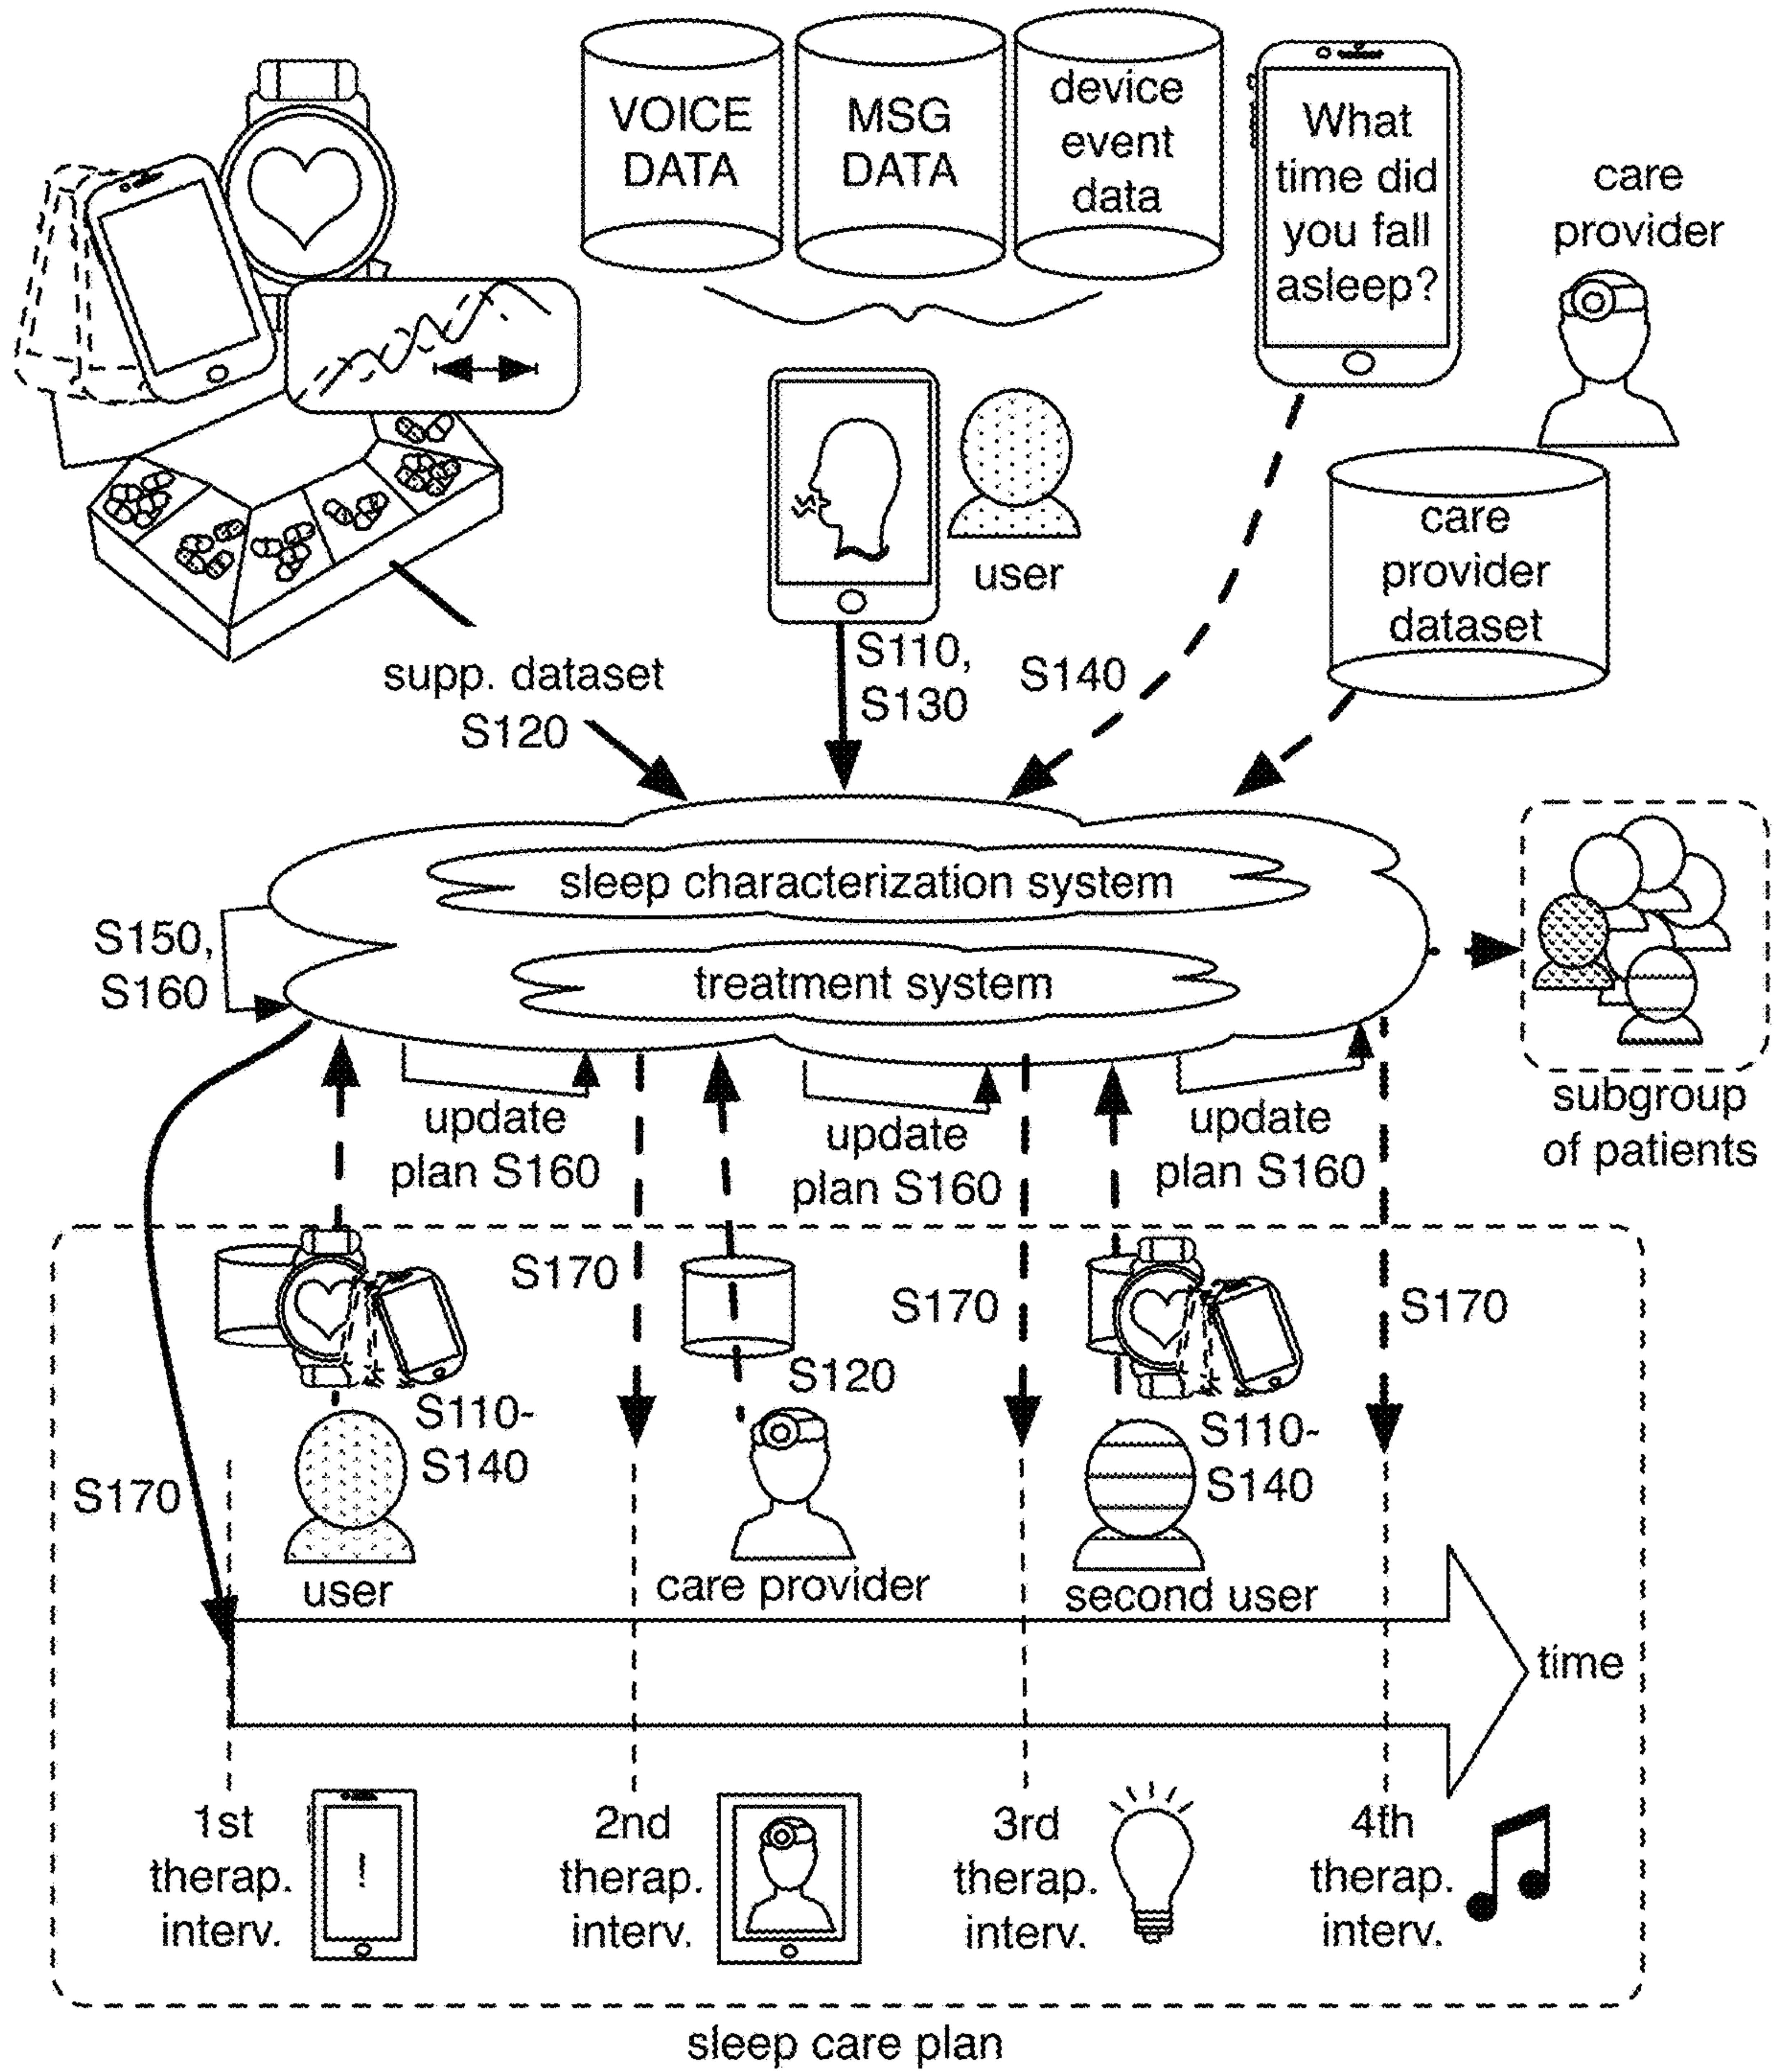 VOICE
DATA
MSG
DATA
device
event
data
What
time did
you fall
asleep?
care
provider
user
care
provider
dataset
supp. dataset
S120
S110,
S130
S140
sleep characterization system
treatment system
S150,
S160
subgroup
of patients
update
plan S160
update
plan S160
update
plan S160
S170
S170
S170
S120
S110-
S140
S110-
S140
S170
user
care provider
second user
time
1st
therap.
interv.
!
2nd
therap.
interv.
3rd
therap.
interv.
4th
therap.
interv.
sleep care plan